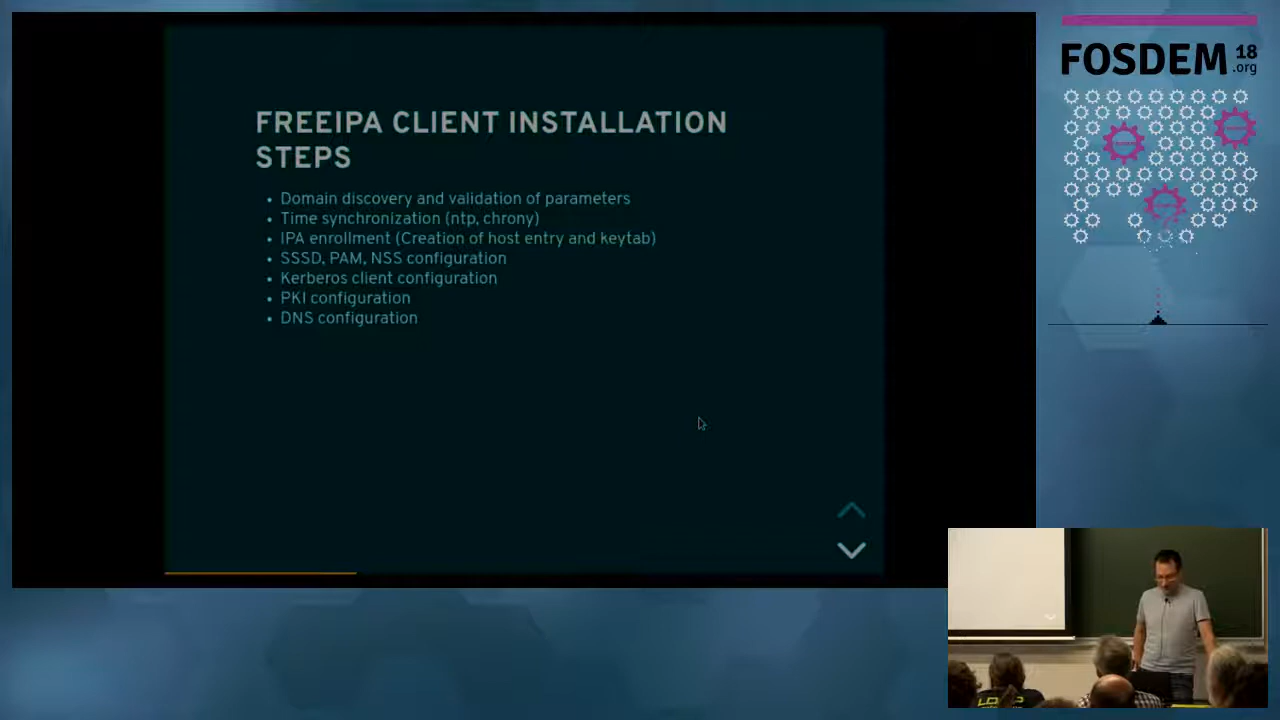 FREEIPA CLIENT INSTALLATION
STEPS
• Domain discovery and validation of parameters
• Time synchronization (ntp, chrony)
• IPA enrollment (Creation of host entry and keytab)
• SSSD, PAM, NSS configuration
• Kerberos client configuration
• PKI configuration
• DNS configuration
FOSDEM 18
.org